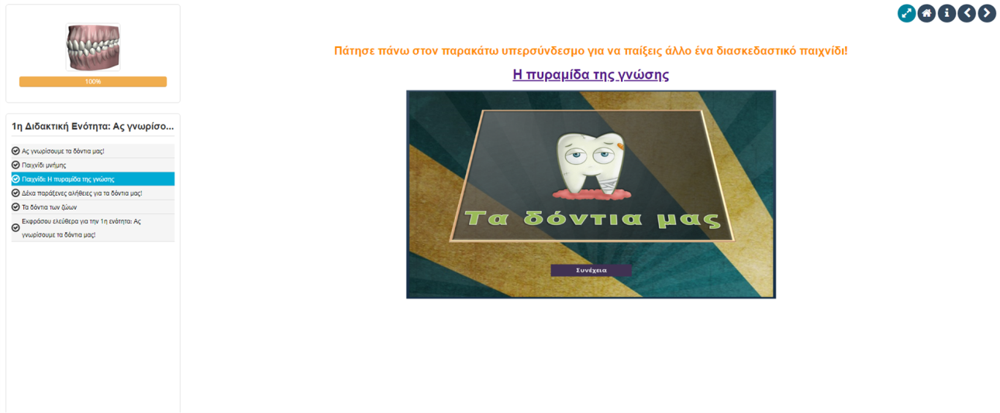 100%
1η Διδακτική Ενότητα: Ας γνωρίσο...
Ας γνωρίσουμε τα δόντια μας!
Παιχνίδι μνήμης
Παιχνίδι: Η πυραμίδα της γνώσης
Δέκα παράξενες αλήθειες για τα δόντια μας!
Τα δόντια των ζώων
Εκφράσου ελεύθερα για την 1η ενότητα: Ας
γνωρίσουμε τα δόντια μας!
Πάτησε πάνω στον παρακάτω υπερσύνδεσμο για να παίξεις άλλο ένα διασκεδαστικό παιχνίδι!
Η πυραμίδα της γνώσης
Τα δόντια μας
Συνέχεια